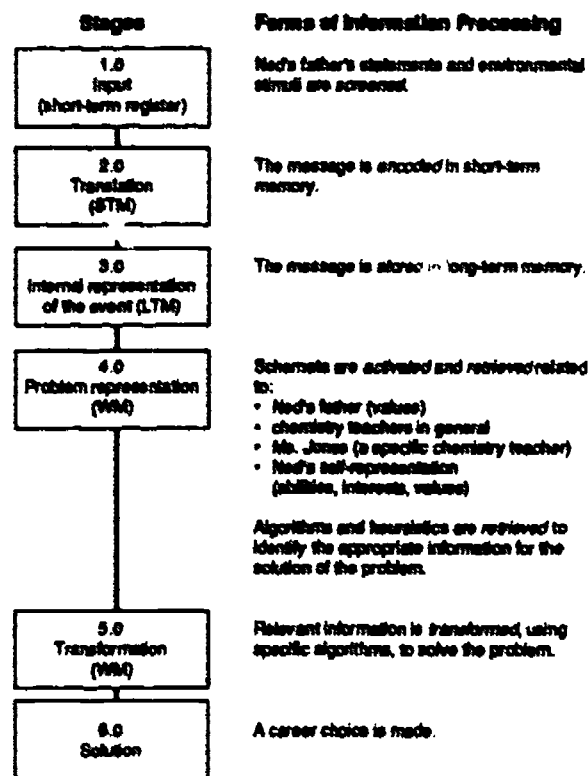 Stages
Forms of Information Processing
1.0
Input
(short-term register)
Ned's father's statements and environmental
stimuli are screened.
2.0
Translation
(STM)
The message is encoded in short-term
memory.
3.0
Internal representation
of the event (LTM)
The message is stored in long-term memory.
4.0
Problem representation
(WM)
Schemata are activated and retrieved related
to:
• Ned's father (values)
• chemistry teachers in general
• Ms. Jones (a specific chemistry teacher)
• Ned's self-representation
(abilities, interests, values)
Algorithms and heuristics are retrieved to
identify the appropriate information for the
solution of the problem.
5.0
Transformation
(WM)
Relevant information is transformed, using
specific algorithms, to solve the problem.
6.0
Solution
A career choice is made.